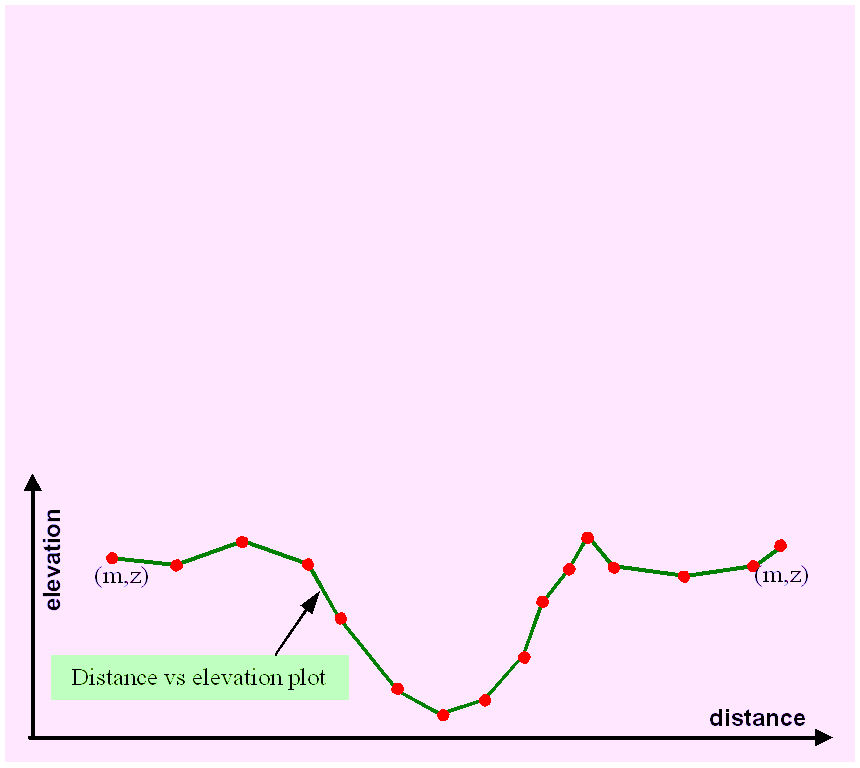 elevation
(m,z)
(m,z)
Distance vs elevation plot
distance